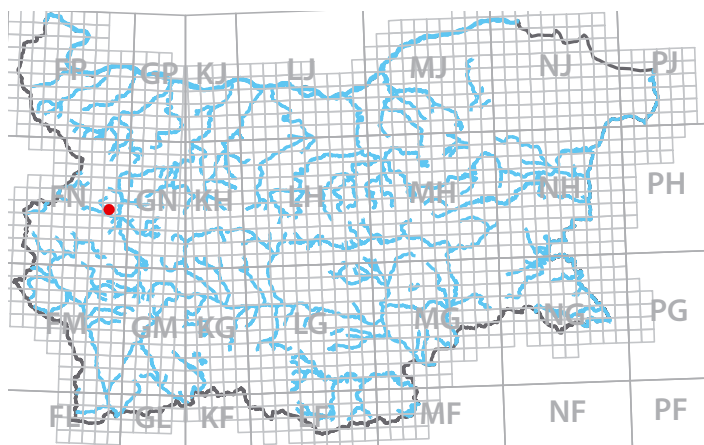 FP GP KJ LJ MJ NJ PJ
FN GN KH LH MH NH PH
FM GM KG LG MG NG PG
FL GL KF LF MF NF PF